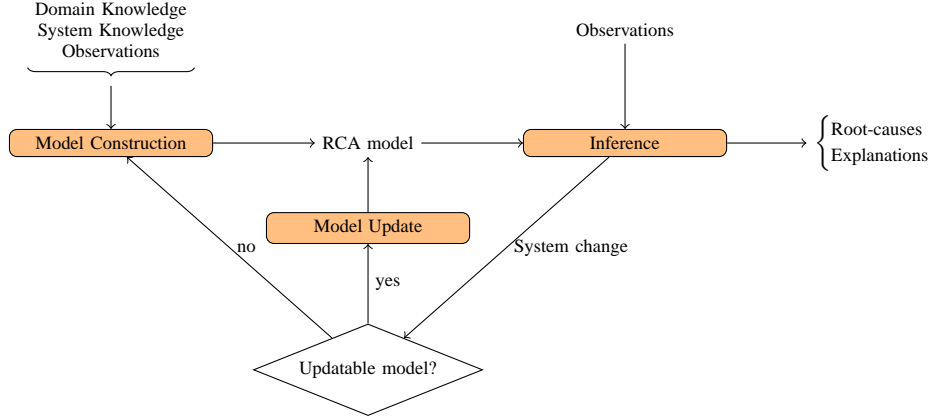 Domain Knowledge
System Knowledge
Observations
Observations
Model Construction
RCA model
Inference
Root-causes
Explanations
Model Update
no
System change
yes
Updatable model?